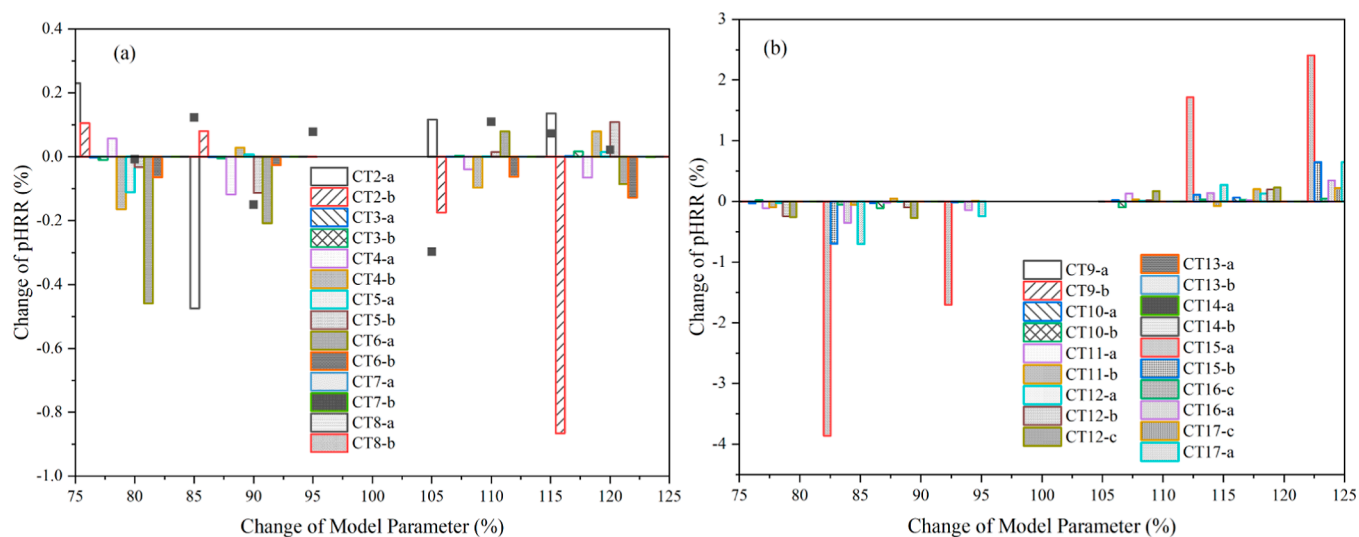 (a)
0.4
0.2
0.0
-0.2
-0.4
-0.6
-0.8
-1.0
Change of pHRR (%)
CT2-a
CT2-b
CT3-a
CT3-b
CT4-a
CT4-b
CT5-a
CT5-b
CT6-a
CT6-b
CT7-a
CT7-b
CT8-a
CT8-b
75 80 85 90 95 100 105 110 115 120 125
Change of Model Parameter (%)
(b)
3
2
1
0
-1
-2
-3
-4
Change of pHRR (%)
CT9-a
CT9-b
CT10-a
CT10-b
CT11-a
CT11-b
CT12-a
CT12-b
CT12-c
CT13-a
CT13-b
CT14-a
CT14-b
CT15-a
CT15-b
CT16-c
CT16-a
CT17-c
CT17-a
75 80 85 90 95 100 105 110 115 120 125
Change of Model Parameter (%)